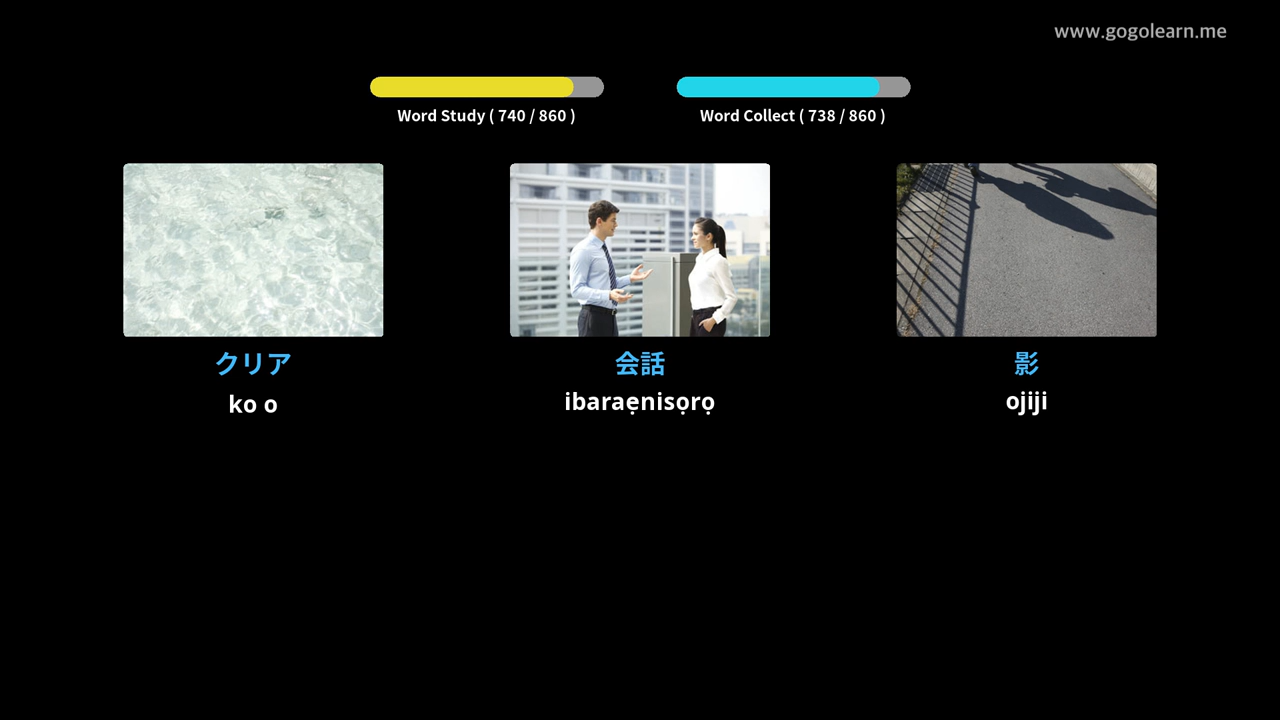 www.gogolearn.me
Word Study ( 740 / 860 )
Word Collect ( 738 / 860 )
クリア
会話
影
ko o
ibaraẹnisọrọ
ojiji